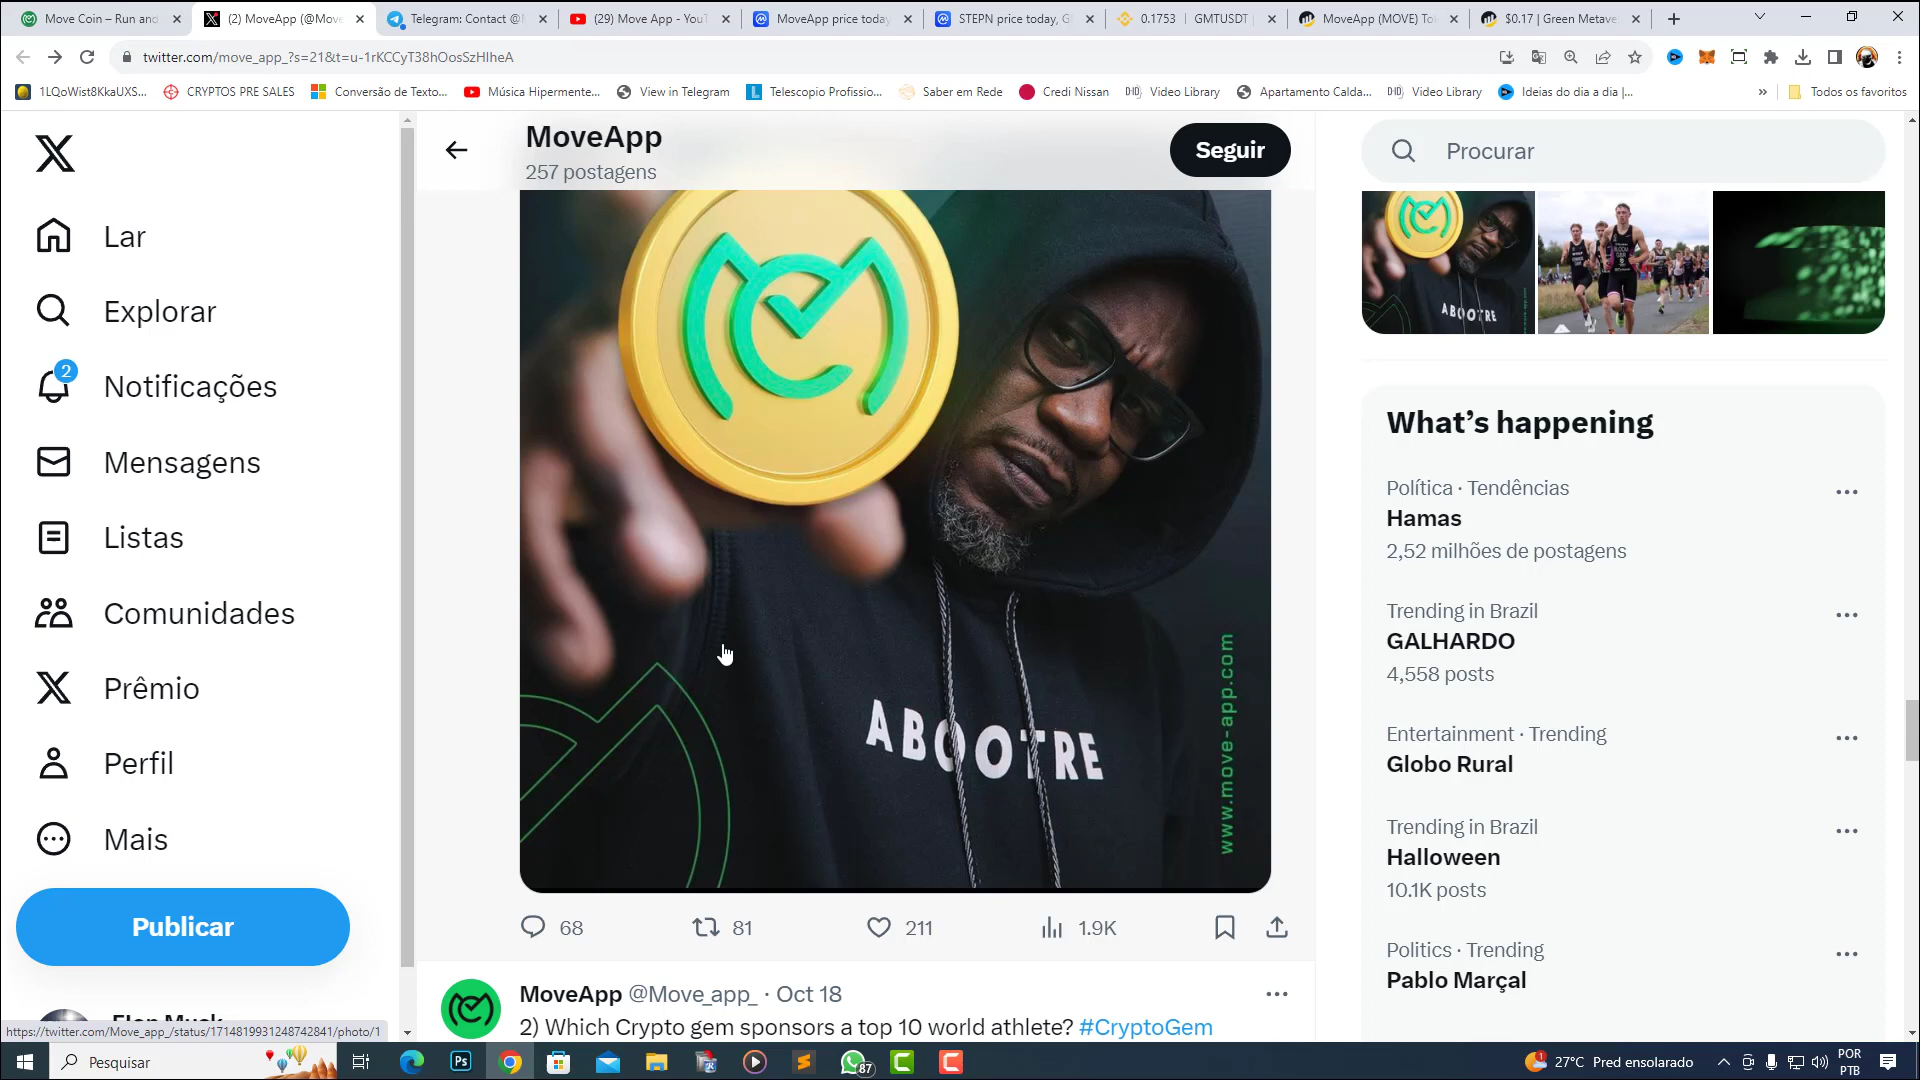 Move Coin – Run and
(2) MoveApp (@Move
Telegram: Contact @
(29) Move App - YouT
MoveApp price today
STEPN price today, G
0.1753 | GMTUSDT |
MoveApp (MOVE) To
$0.17 | Green Metave
twitter.com/move_app_?s=21&t=u-1rKCCyT38hOosSzHIheA
1LQoWist8KkaUXS...
CRYPTOS PRE SALES
Conversão de Texto...
Música Hipermente...
View in Telegram
Telescopio Profissio...
Saber em Rede
Credi Nissan
Video Library
Apartamento Calda...
Video Library
Ideias do dia a dia |...
»
Todos os favoritos
Lar
Explorar
2
Notificações
Mensagens
Listas
Comunidades
Prêmio
Perfil
Mais
Publicar
https://twitter.com/Move_app_/status/1714819931248742841/photo/1
MoveApp
257 postagens
Seguir
ABOOTRE
www.move-app.com
68
81
211
1.9K
MoveApp @Move_app_ · Oct 18
2) Which Crypto gem sponsors a top 10 world athlete? #CryptoGem
Procurar
ABOOTRE
What's happening
Política · Tendências
Hamas
2,52 milhões de postagens
Trending in Brazil
GALHARDO
4,558 posts
Entertainment · Trending
Globo Rural
Trending in Brazil
Halloween
10.1K posts
Politics · Trending
Pablo Marçal
Pesquisar
Ps
87
1
27°C Pred ensolarado
POR
PTB